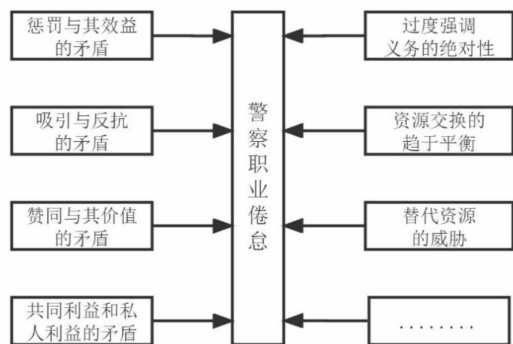 惩罚与其效益
的矛盾
吸引与反抗
的矛盾
赞同与其价值
的矛盾
共同利益和私
人利益的矛盾
警
察
职
业
倦
怠
过度强调
义务的绝对性
资源交换的
趋于平衡
替代资源
的威胁
........